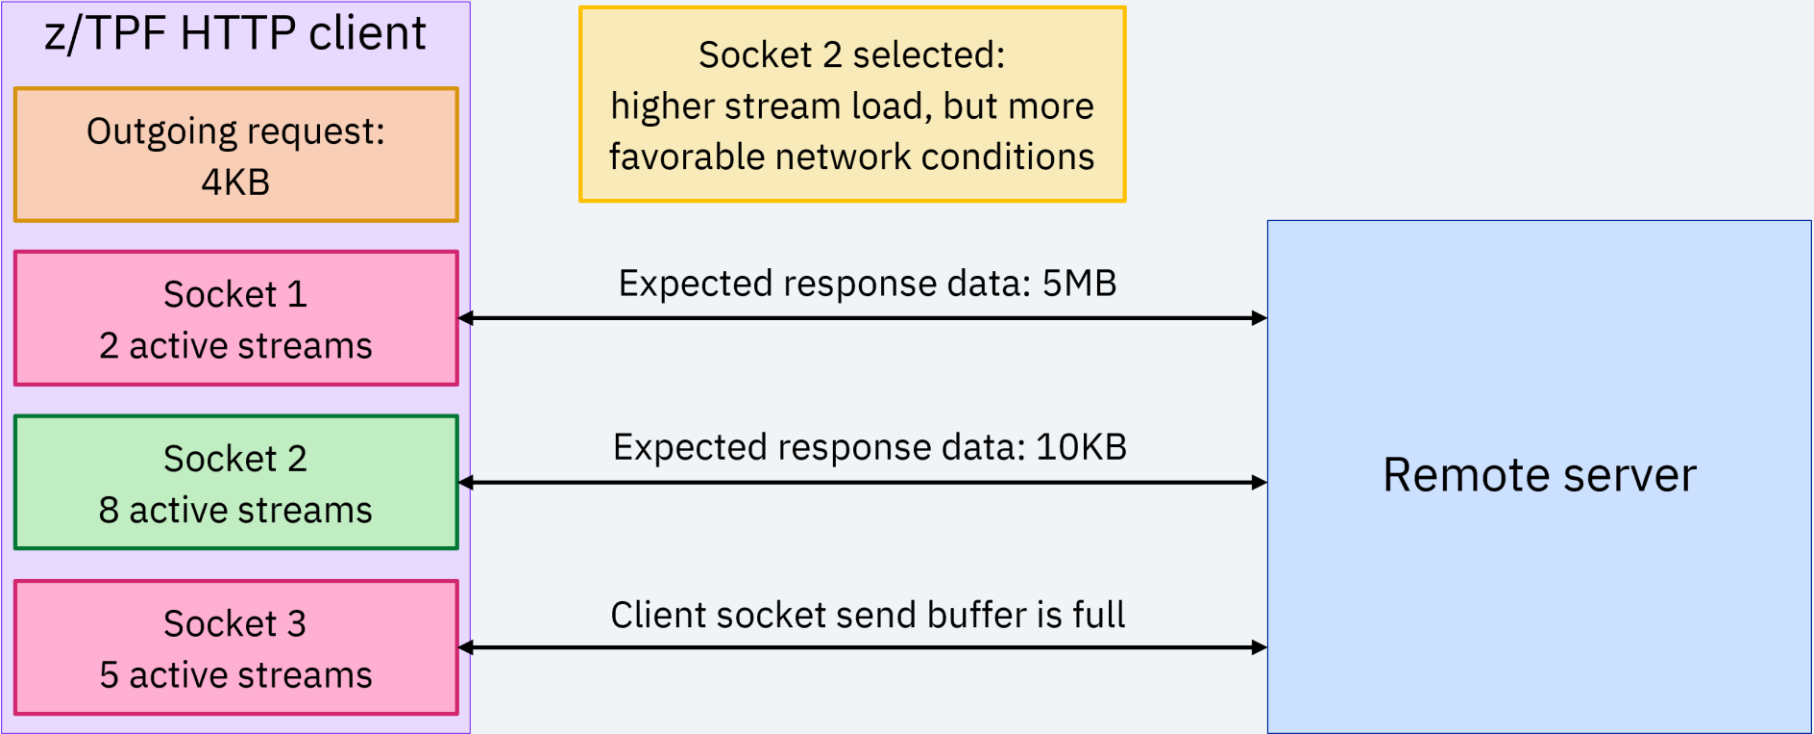 z/TPF HTTP client
Outgoing request:
4KB
Socket 2 selected:
higher stream load, but more
favorable network conditions
Socket 1
2 active streams
Expected response data: 5MB
Socket 2
8 active streams
Expected response data: 10KB
Socket 3
5 active streams
Client socket send buffer is full
Remote server